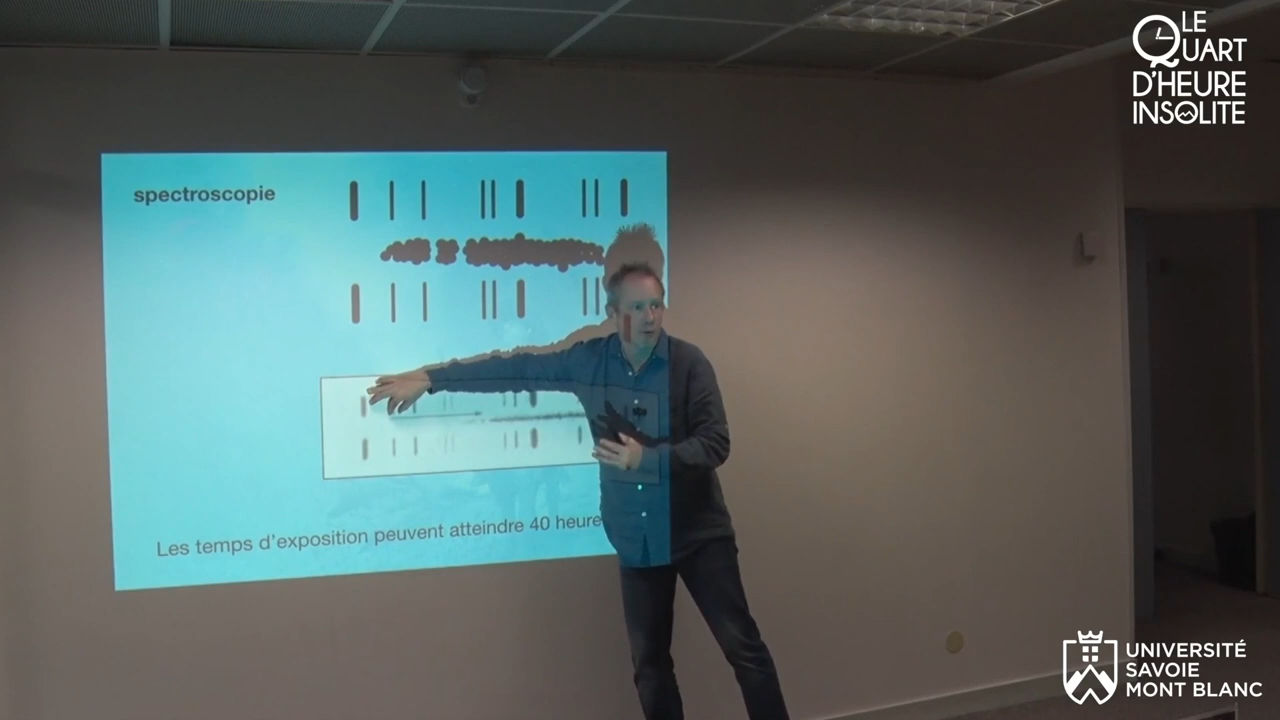 LE
QUART
D'HEURE
INSOLITE
spectroscopie
Les temps d'exposition peuvent atteindre 40 heure
UNIVERSITÉ
SAVOIE
MONT BLANC